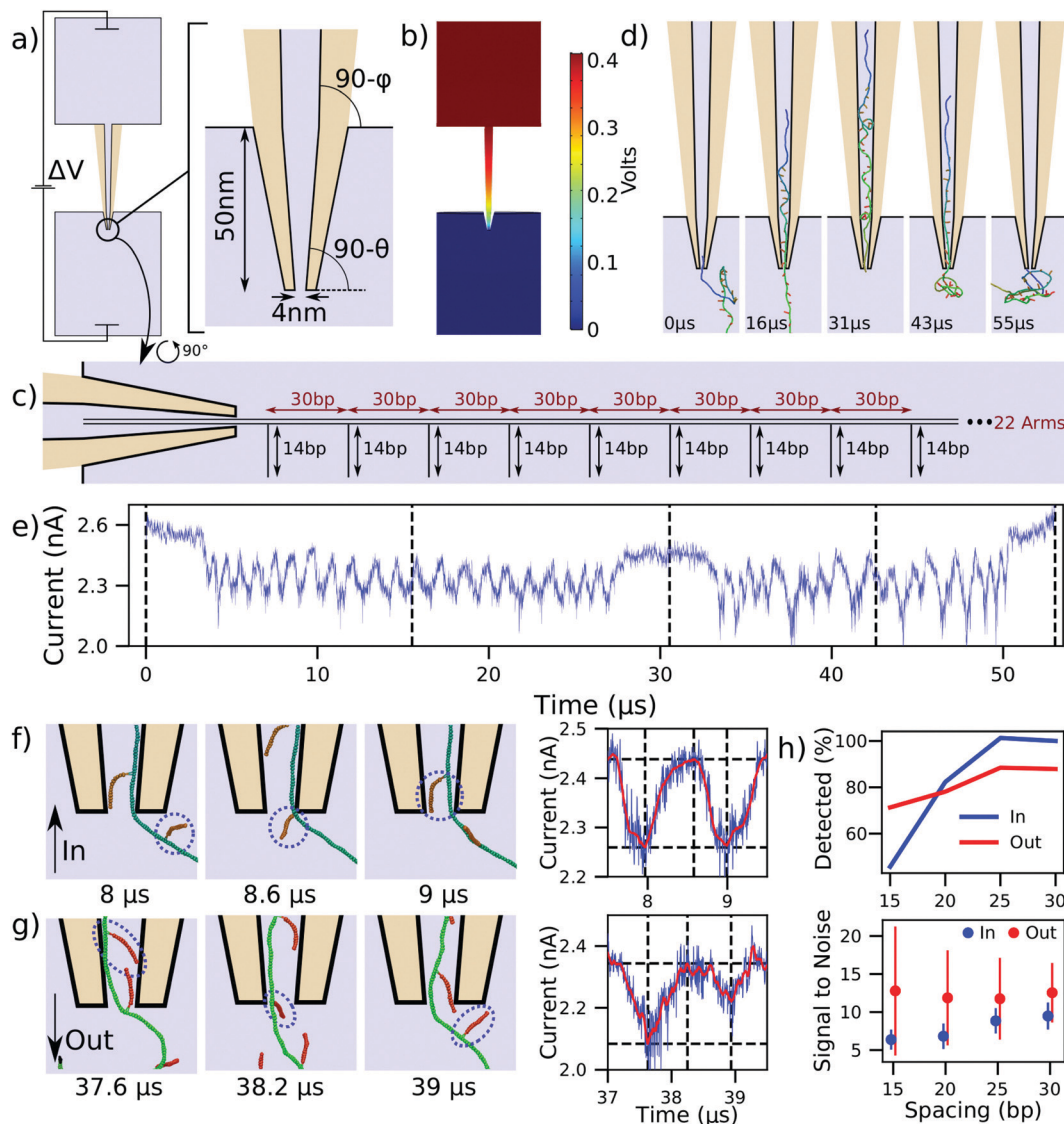 a)
ΔV
90°
90-φ
50nm
90-θ
4nm
b)
0.4
0.3
0.2
0.1
0
Volts
d)
0μs
16μs
31μs
43μs
55μs
c)
30bp 30bp 30bp 30bp 30bp 30bp 30bp
14bp 14bp 14bp 14bp 14bp 14bp 14bp 14bp 14bp
•••22 Arms
e)
Current (nA)
2.6
2.3
2.0
0 10 20 30 40 50
Time (μs)
f)
In
8 μs 8.6 μs 9 μs
g)
Out
37.6 μs 38.2 μs 39 μs
Current (nA)
2.5
2.4
2.3
2.2
8 9
Current (nA)
2.4
2.2
2.0
37 38 39
Time (μs)
h)
Detected (%)
100
80
60
In
Out
15 20 25 30
Signal to Noise
20
15
10
5
In Out
15 20 25 30
Spacing (bp)